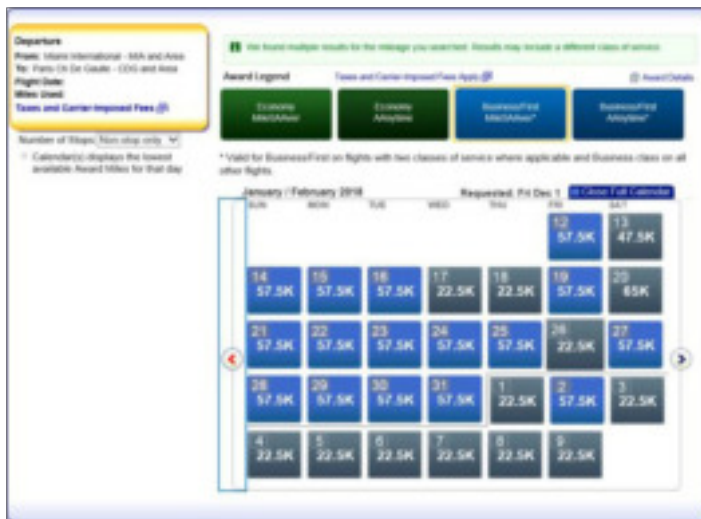 Departure
From: Miami International - MIA and Area
To: Paris Ch De Gaulle - CDG and Area
Flight Date:
Miles Used:
Taxes and Carrier-Imposed Fees
Number of Stops: Non-stop only
Calendar(s) displays the lowest
available Award Miles for that day
We found multiple results for the mileage you searched. Results may include a different class of service.
Award Legend Taxes and Carrier-Imposed Fees Apply Award Details
Economy
MileSAAver
Economy
AAnytime
Business/First
MileSAAver*
Business/First
AAnytime*
*Valid for Business/First on flights with two classes of service where applicable and Business class on all
other flights.
January / February 2018 Requested: Fri Dec 1 Close Full Calendar
SUN MON TUE WED THU FRI SAT
12 13
57.5K 47.5K
14 15 16 17 18 19 20
57.5K 57.5K 57.5K 22.5K 22.5K 57.5K 65K
21 22 23 24 25 26 27
57.5K 57.5K 57.5K 57.5K 57.5K 22.5K 57.5K
28 29 30 31 1 2 3
57.5K 57.5K 57.5K 57.5K 22.5K 57.5K 22.5K
4 5 6 7 8 9
22.5K 22.5K 22.5K 22.5K 22.5K 22.5K